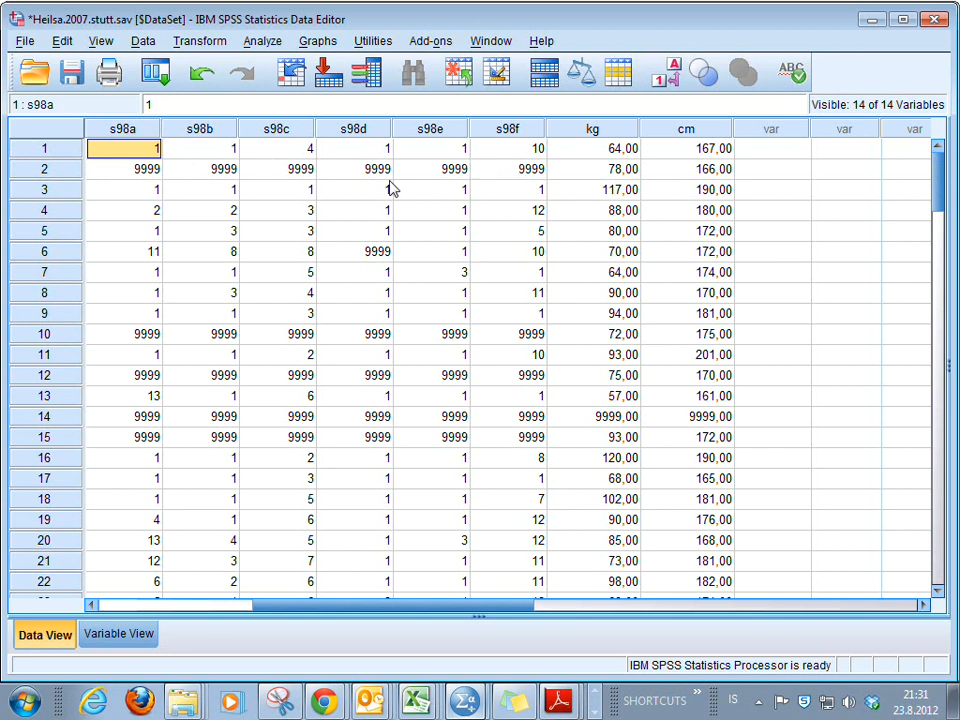 *Heilsa.2007.stutt.sav [$DataSet] - IBM SPSS Statistics Data Editor
File Edit View Data Transform Analyze Graphs Utilities Add-ons Window Help
A
1
ABC
1 : s98a 1 Visible: 14 of 14 Variables
s98a s98b s98c s98d s98e s98f kg cm var var var
1 1 1 4 1 1 10 64,00 167,00
2 9999 9999 9999 9999 9999 9999 78,00 166,00
3 1 1 1 1 1 1 117,00 190,00
4 2 2 3 1 1 12 88,00 180,00
5 1 3 3 1 1 5 80,00 172,00
6 11 8 8 9999 1 10 70,00 172,00
7 1 1 5 1 3 1 64,00 174,00
8 1 3 4 1 1 11 90,00 170,00
9 1 1 3 1 1 1 94,00 181,00
10 9999 9999 9999 9999 9999 9999 72,00 175,00
11 1 1 2 1 1 10 93,00 201,00
12 9999 9999 9999 9999 9999 9999 75,00 170,00
13 13 1 6 1 1 1 57,00 161,00
14 9999 9999 9999 9999 9999 9999 9999,00 9999,00
15 9999 9999 9999 9999 9999 9999 93,00 172,00
16 1 1 2 1 1 8 120,00 190,00
17 1 1 3 1 1 1 68,00 165,00
18 1 1 5 1 1 7 102,00 181,00
19 4 1 6 1 1 12 90,00 176,00
20 13 4 5 1 3 12 85,00 168,00
21 12 3 7 1 1 11 73,00 181,00
22 6 2 6 1 1 11 98,00 182,00
Data View Variable View
IBM SPSS Statistics Processor is ready
SHORTCUTS » IS 21:31
23.8.2012